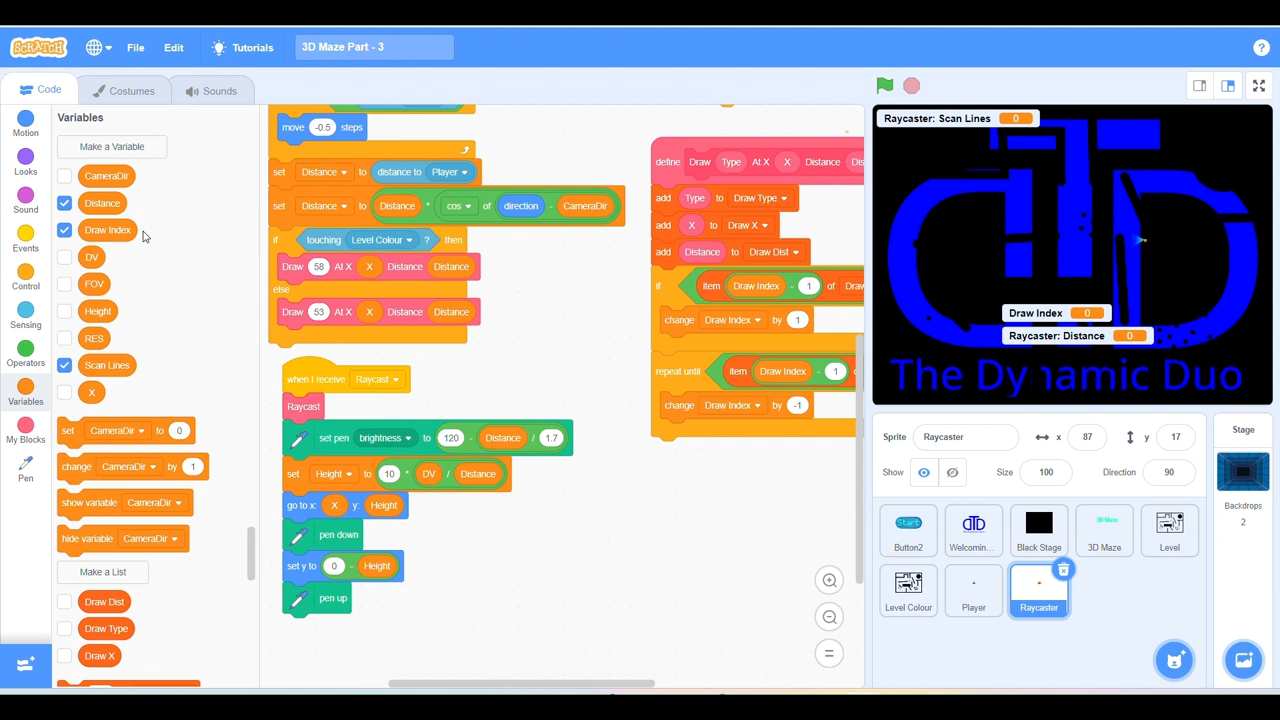 SCRATCH File Edit Tutorials 3D Maze Part - 3 ?
Code Costumes Sounds
Motion
Looks
Sound
Events
Control
Sensing
Operators
Variables
My Blocks
Pen
Variables
Make a Variable
CameraDir
Distance
Draw Index
DV
FOV
Height
RES
Scan Lines
X
set CameraDir to 0
change CameraDir by 1
show variable CameraDir
hide variable CameraDir
Make a List
Draw Dist
Draw Type
Draw X
move -0.5 steps
set Distance to distance to Player
set Distance to Distance * cos of direction - CameraDir
if touching Level Colour ? then
Draw 58 At X X Distance Distance
else
Draw 53 At X X Distance Distance
when I receive Raycast
Raycast
set pen brightness to 120 - Distance / 1.7
set Height to 10 * DV / Distance
go to x: X y: Height
pen down
set y to 0 - Height
pen up
define Draw Type At X X Distance Dis
add Type to Draw Type
add X to Draw X
add Distance to Draw Dist
if item Draw Index - 1 of Draw
change Draw Index by 1
repeat until item Draw Index - 1
change Draw Index by -1
Raycaster: Scan Lines 0
Draw Index 0
Raycaster: Distance 0
The Dynamic Duo
Sprite Raycaster x 87 y 17
Show Size 100 Direction 90
Start
Button2 Welcomin... Black Stage 3D Maze Level
Level Colour Player Raycaster
Stage
Backdrops
2